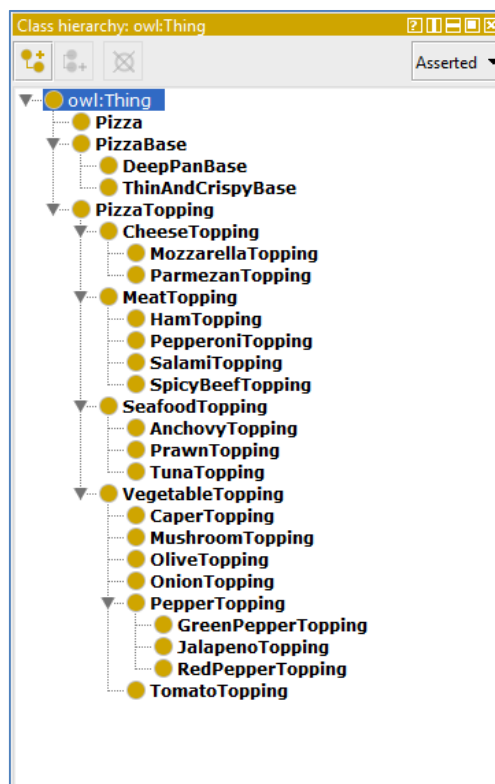 Class hierarchy: owl:Thing
Asserted
owl:Thing
Pizza
PizzaBase
DeepPanBase
ThinAndCrispyBase
PizzaTopping
CheeseTopping
MozzarellaTopping
ParmezanTopping
MeatTopping
HamTopping
PepperoniTopping
SalamiTopping
SpicyBeefTopping
SeafoodTopping
AnchovyTopping
PrawnTopping
TunaTopping
VegetableTopping
CaperTopping
MushroomTopping
OliveTopping
OnionTopping
PepperTopping
GreenPepperTopping
JalapenoTopping
RedPepperTopping
TomatoTopping